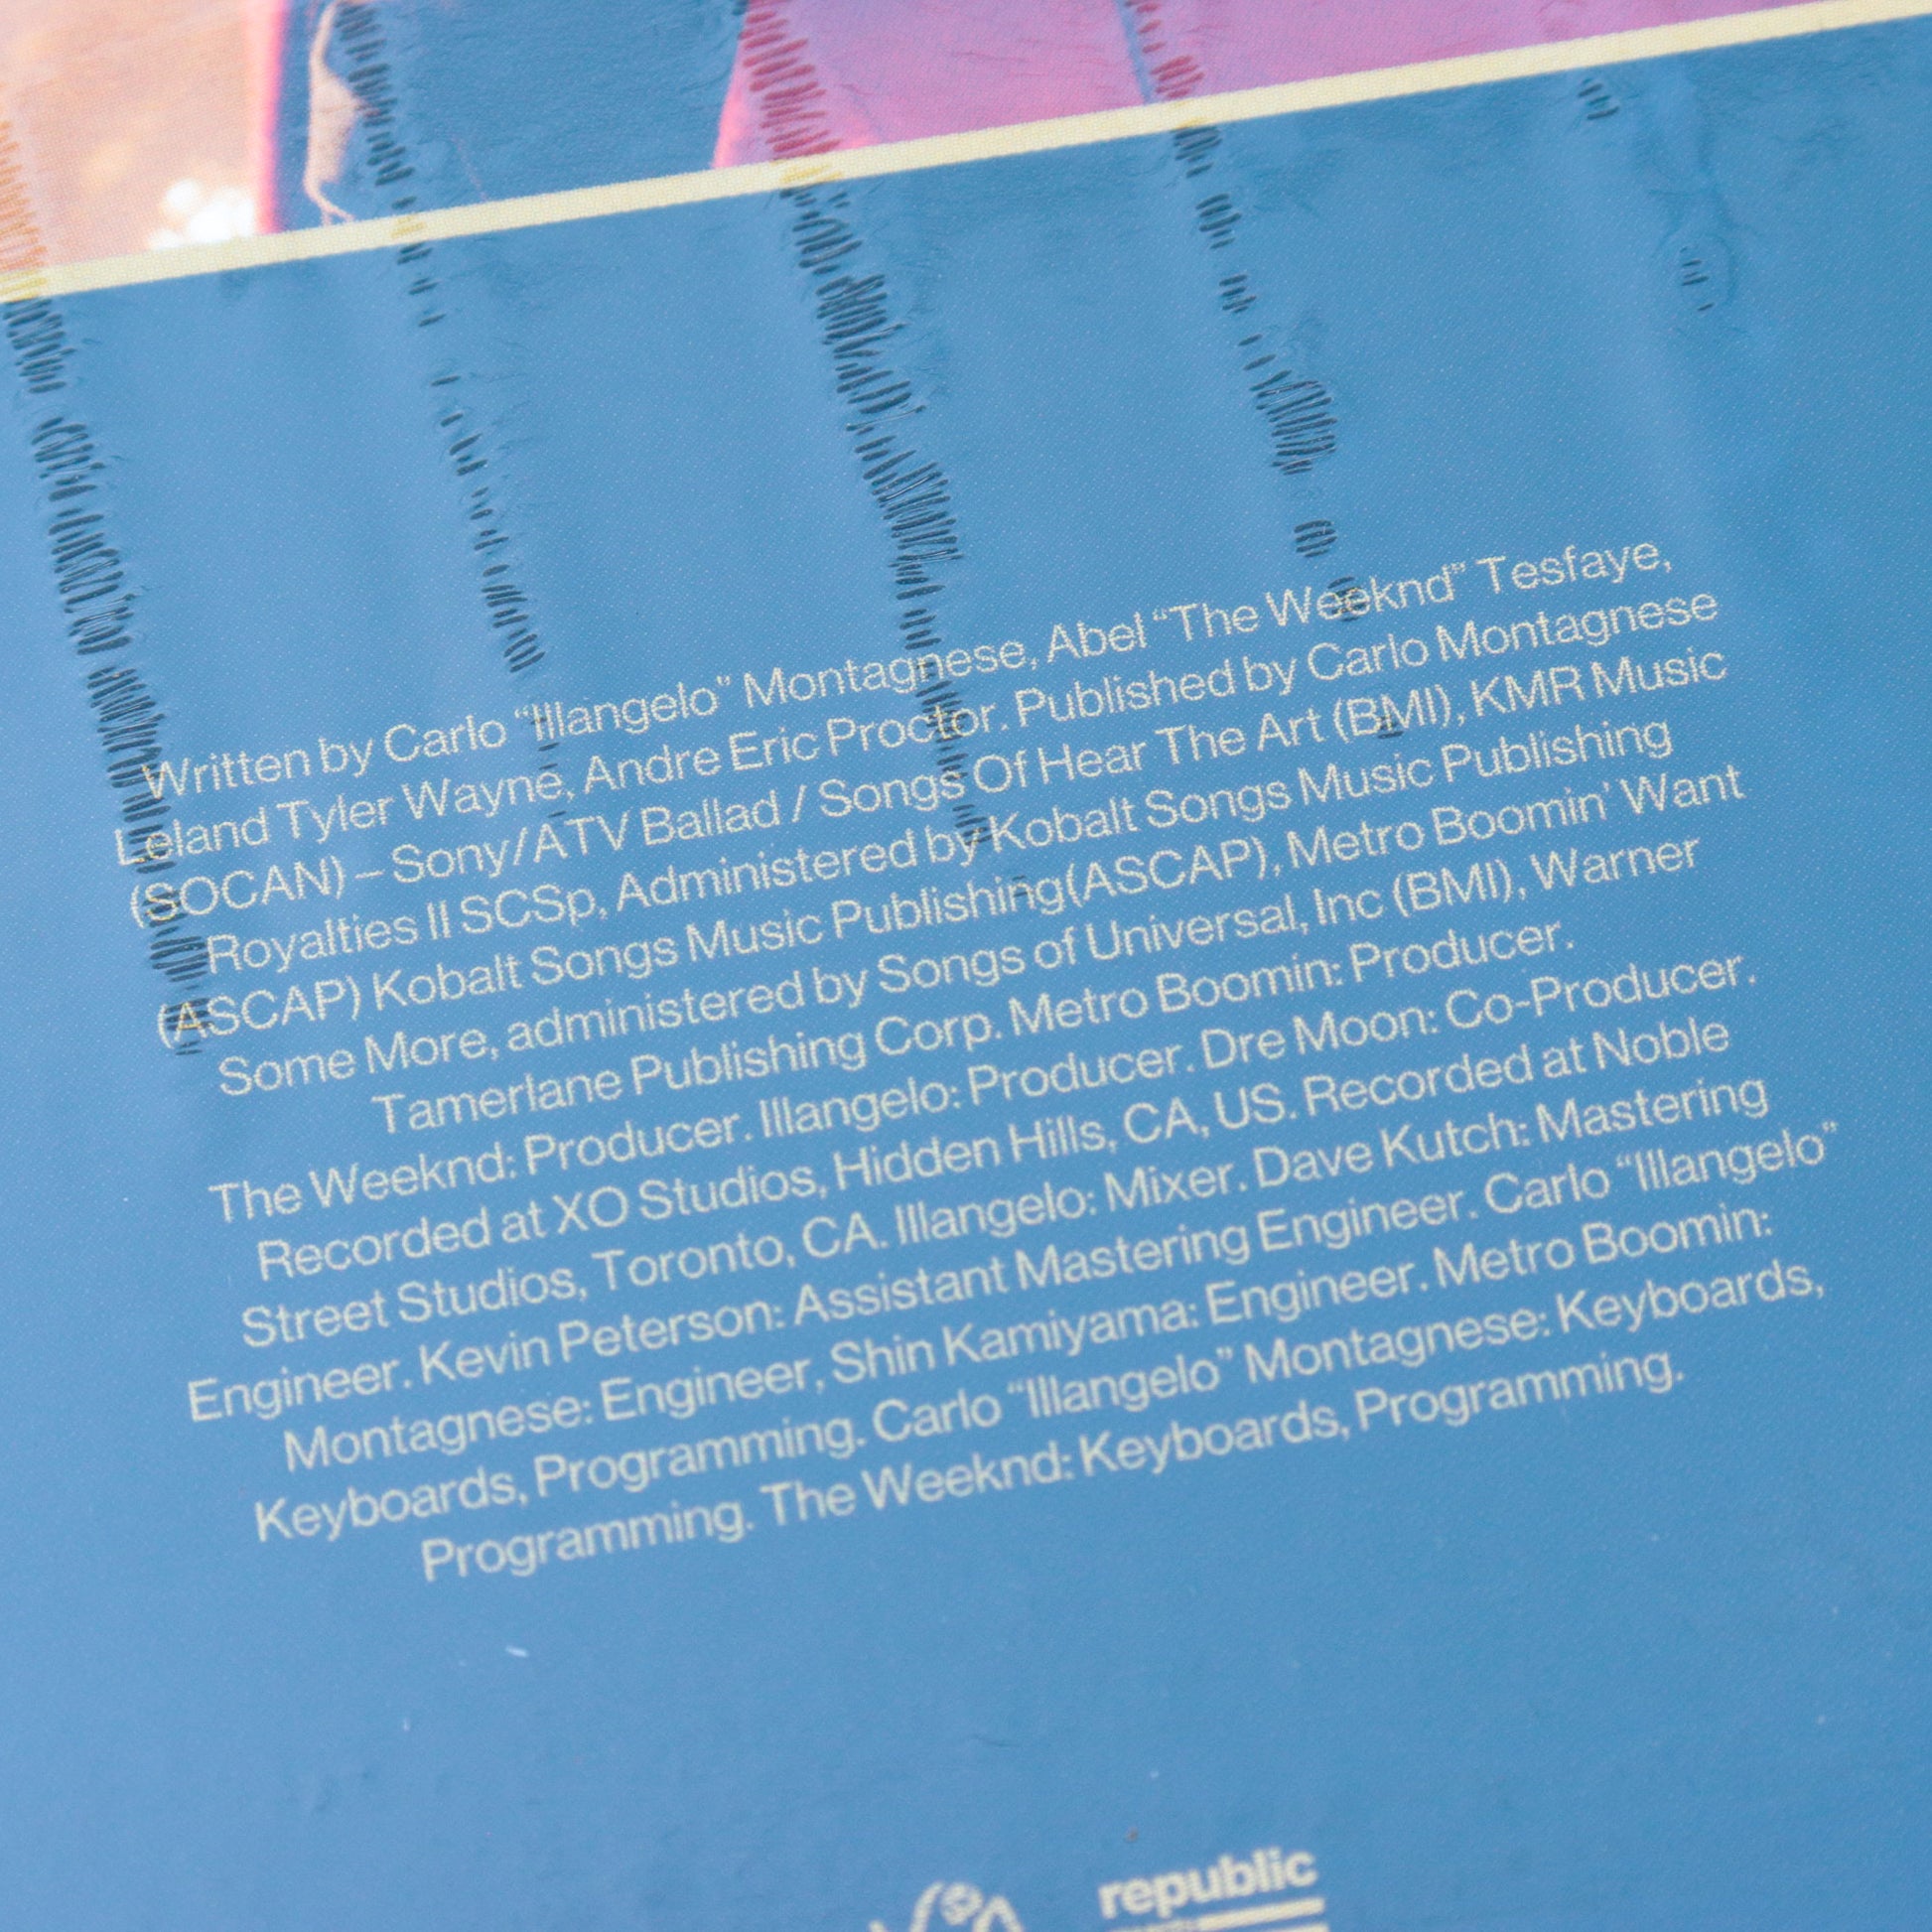 Written by Carlo “Illangelo” Montagnese, Abel “The Weeknd” Tesfaye,
Leland Tyler Wayne, Andre Eric Proctor. Published by Carlo Montagnese
(SOCAN) – Sony/ATV Ballad / Songs Of Hear The Art (BMI), KMR Music
Royalties II SCSp, Administered by Kobalt Songs Music Publishing
(ASCAP) Kobalt Songs Music Publishing(ASCAP), Metro Boomin’ Want
Some More, administered by Songs of Universal, Inc (BMI), Warner
Tamerlane Publishing Corp. Metro Boomin: Producer.
The Weeknd: Producer. Illangelo: Producer. Dre Moon: Co-Producer.
Recorded at XO Studios, Hidden Hills, CA, US. Recorded at Noble
Street Studios, Toronto, CA. Illangelo: Mixer. Dave Kutch: Mastering
Engineer. Kevin Peterson: Assistant Mastering Engineer. Carlo “Illangelo”
Montagnese: Engineer, Shin Kamiyama: Engineer. Metro Boomin:
Keyboards, Programming. Carlo “Illangelo” Montagnese: Keyboards,
Programming. The Weeknd: Keyboards, Programming.
republic